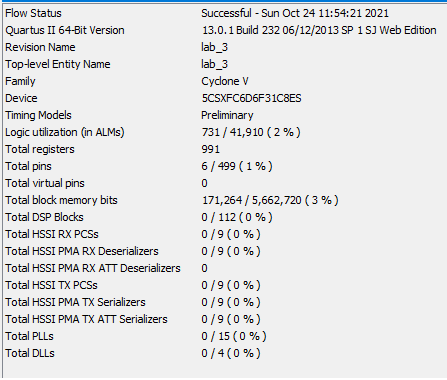 Flow Status Successful - Sun Oct 24 11:54:21 2021
Quartus II 64-Bit Version 13.0.1 Build 232 06/12/2013 SP 1 SJ Web Edition
Revision Name lab_3
Top-level Entity Name lab_3
Family Cyclone V
Device 5CSXFC6D6F31C8ES
Timing Models Preliminary
Logic utilization (in ALMs) 731 / 41,910 ( 2 % )
Total registers 991
Total pins 6 / 499 ( 1 % )
Total virtual pins 0
Total block memory bits 171,264 / 5,662,720 ( 3 % )
Total DSP Blocks 0 / 112 ( 0 % )
Total HSSI RX PCSs 0 / 9 ( 0 % )
Total HSSI PMA RX Deserializers 0 / 9 ( 0 % )
Total HSSI PMA RX ATT Deserializers 0
Total HSSI TX PCSs 0 / 9 ( 0 % )
Total HSSI PMA TX Serializers 0 / 9 ( 0 % )
Total HSSI PMA TX ATT Serializers 0 / 9 ( 0 % )
Total PLLs 0 / 15 ( 0 % )
Total DLLs 0 / 4 ( 0 % )